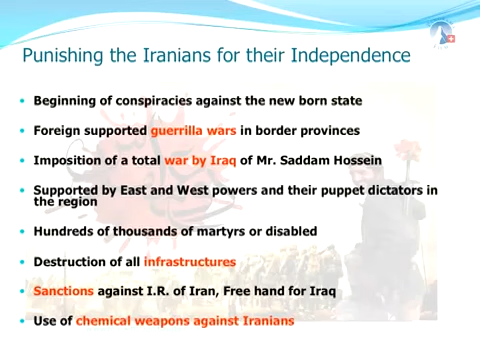 Punishing the Iranians for their Independence
Beginning of conspiracies against the new born state
Foreign supported guerrilla wars in border provinces
Imposition of a total war by Iraq of Mr. Saddam Hossein
Supported by East and West powers and their puppet dictators in
the region
Hundreds of thousands of martyrs or disabled
Destruction of all infrastructures
Sanctions against I.R. of Iran, Free hand for Iraq
Use of chemical weapons against Iranians